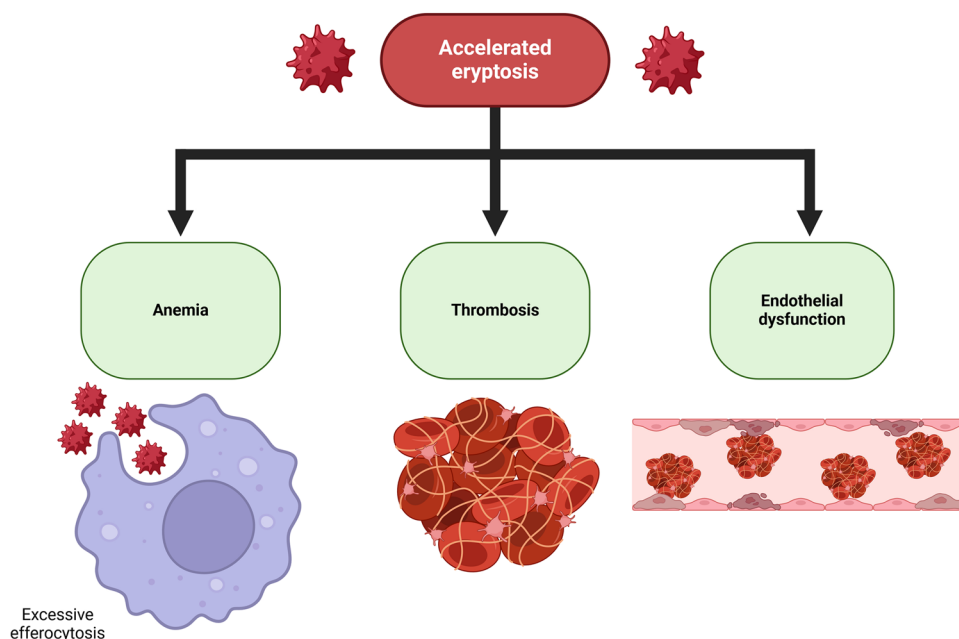 Accelerated
eryptosis
Anemia
Thrombosis
Endothelial
dysfunction
Excessive
efferocytosis